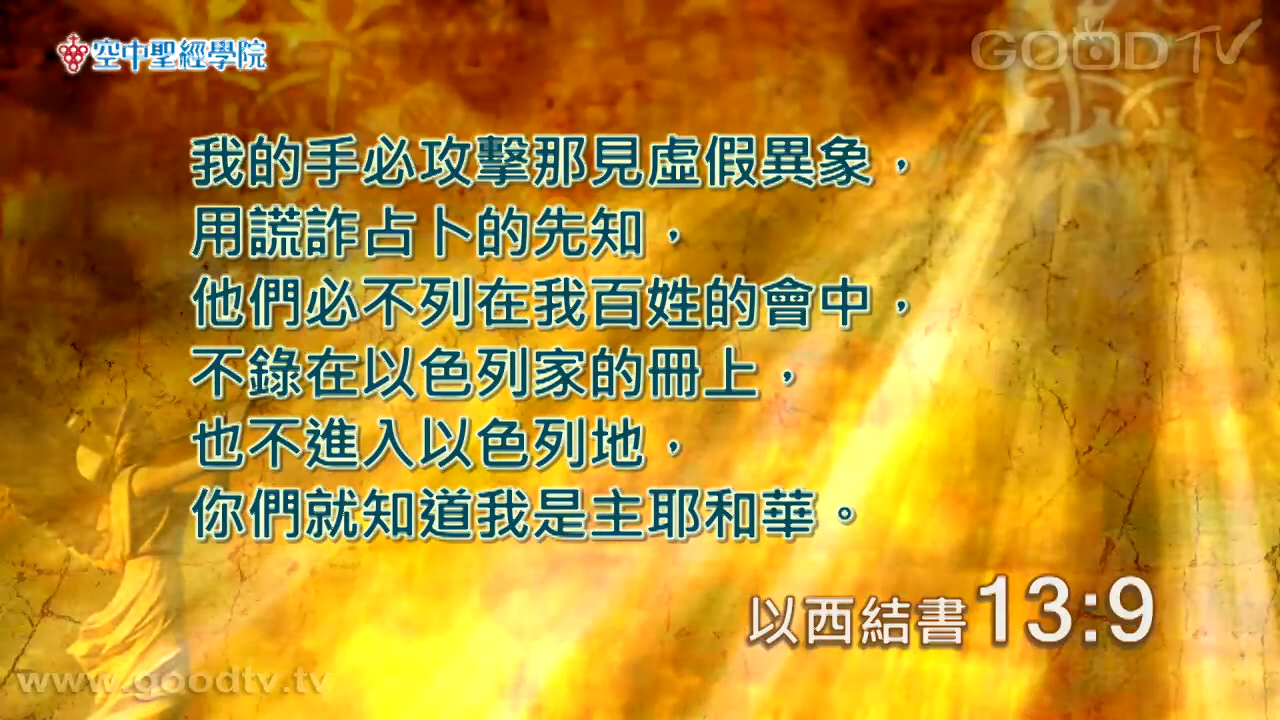 空中聖經學院
GOODTV
我的手必攻擊那見虛假異象，
用謊詐占卜的先知，
他們必不列在我百姓的會中，
不錄在以色列家的冊上，
也不進入以色列地，
你們就知道我是主耶和華。
以西結書13:9
www.goodtv.tv